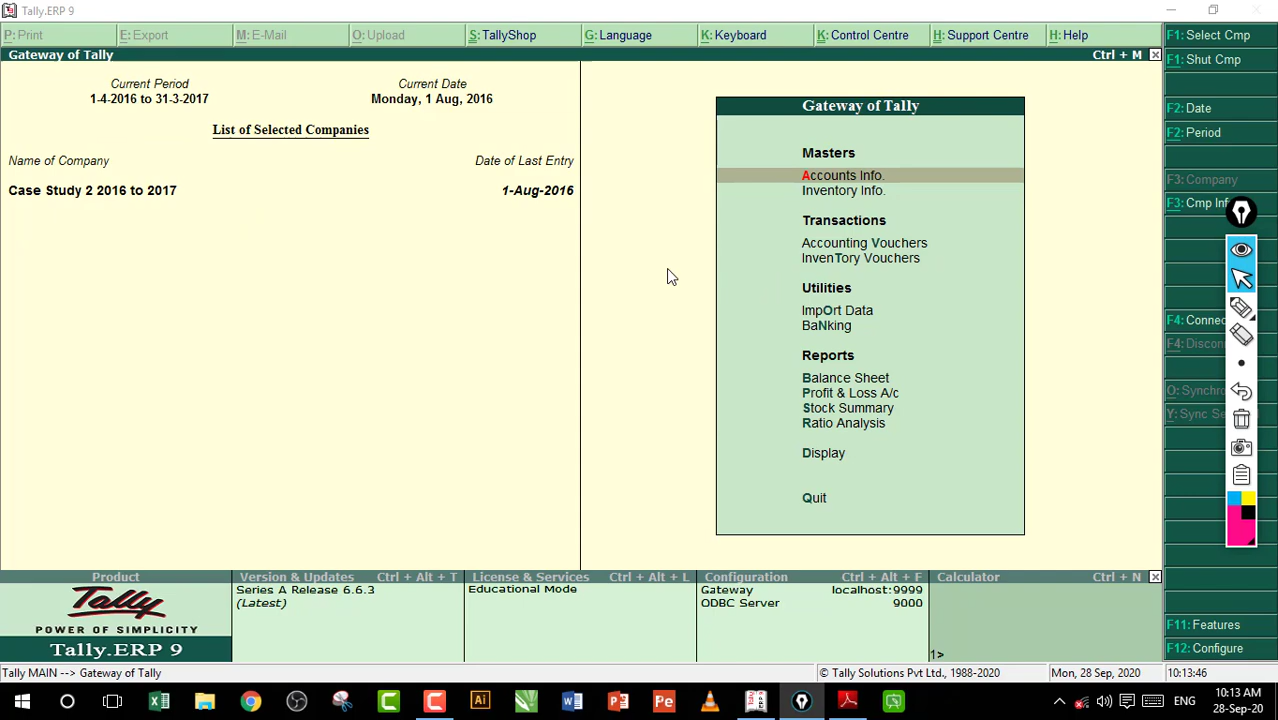 Tally.ERP 9
P: Print
E: Export
M: E-Mail
O: Upload
S: TallyShop
G: Language
K: Keyboard
K: Control Centre
H: Support Centre
H: Help
Gateway of Tally
Ctrl + M
Current Period
1-4-2016 to 31-3-2017
Current Date
Monday, 1 Aug, 2016
List of Selected Companies
Name of Company
Date of Last Entry
Case Study 2 2016 to 2017
1-Aug-2016
Gateway of Tally
Masters
Accounts Info.
Inventory Info.
Transactions
Accounting Vouchers
InvenTory Vouchers
Utilities
ImpOrt Data
BaNking
Reports
Balance Sheet
Profit & Loss A/c
Stock Summary
Ratio Analysis
Display
Quit
F1: Select Cmp
F1: Shut Cmp
F2: Date
F2: Period
F3: Company
F3: Cmp
F4:
F4:
O:
Y: Sync
F11: Features
F12: Configure
Product
Tally
POWER OF SIMPLICITY
Tally.ERP 9
Version & Updates Ctrl + Alt + T
Series A Release 6.6.3
(Latest)
License & Services Ctrl + Alt + L
Educational Mode
Configuration Ctrl + Alt + F
Gateway localhost:9999
ODBC Server 9000
Calculator Ctrl + N
1>
Tally MAIN --> Gateway of Tally
© Tally Solutions Pvt Ltd., 1988-2020
Mon, 28 Sep, 2020
10:13:46
Ai
Pe
ENG
10:13 AM
28-Sep-20